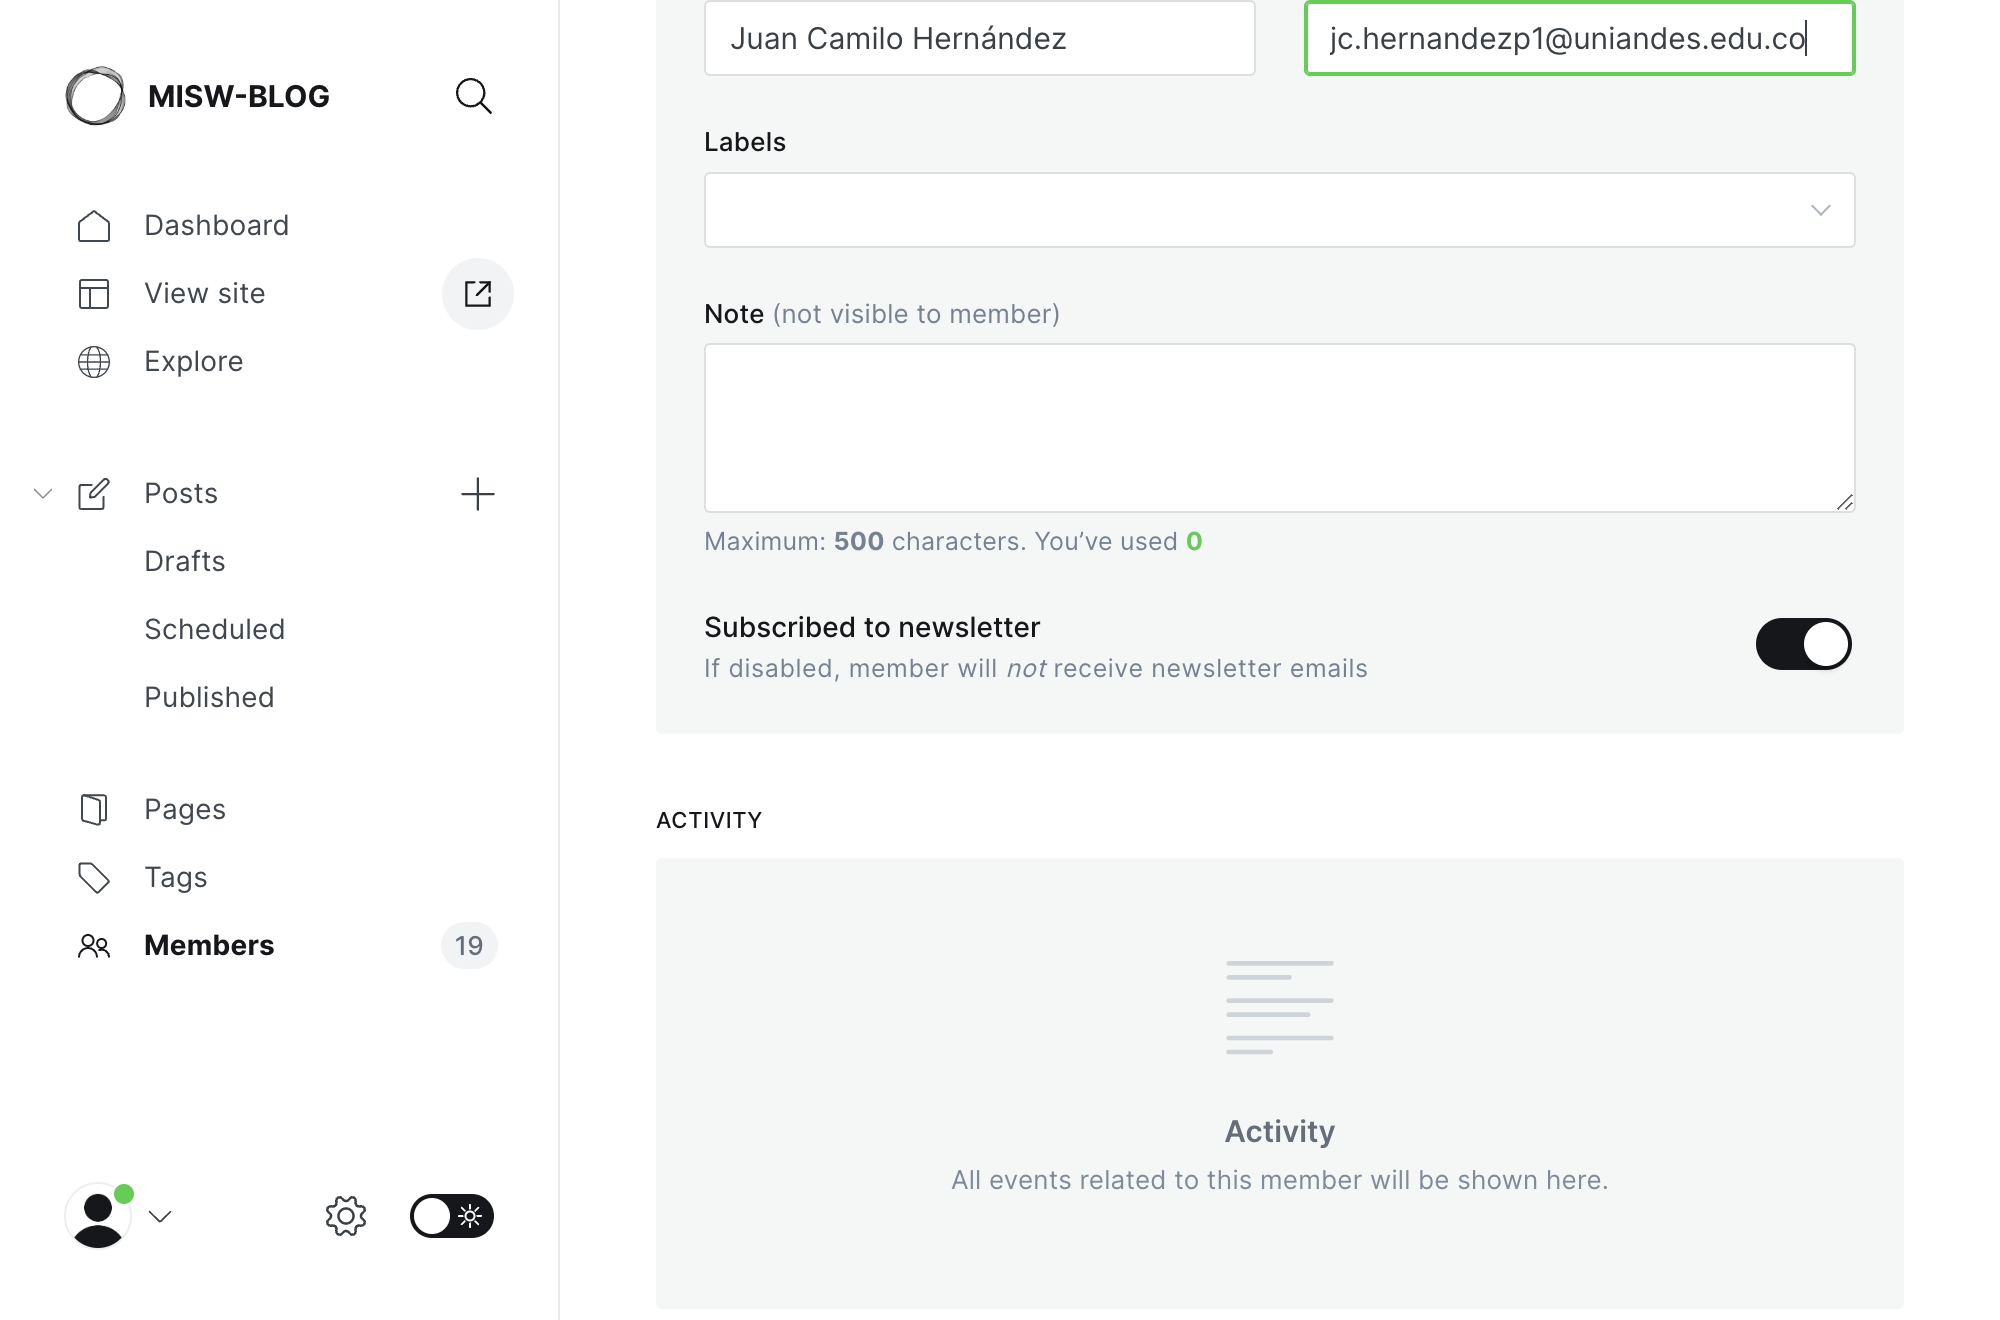 MISW-BLOG
Dashboard
View site
Explore
Posts
Drafts
Scheduled
Published
Pages
Tags
Members 19
Juan Camilo Hernández
jc.hernandezp1@uniandes.edu.co
Labels
Note (not visible to member)
Maximum: 500 characters. You’ve used 0
Subscribed to newsletter
If disabled, member will not receive newsletter emails
ACTIVITY
Activity
All events related to this member will be shown here.